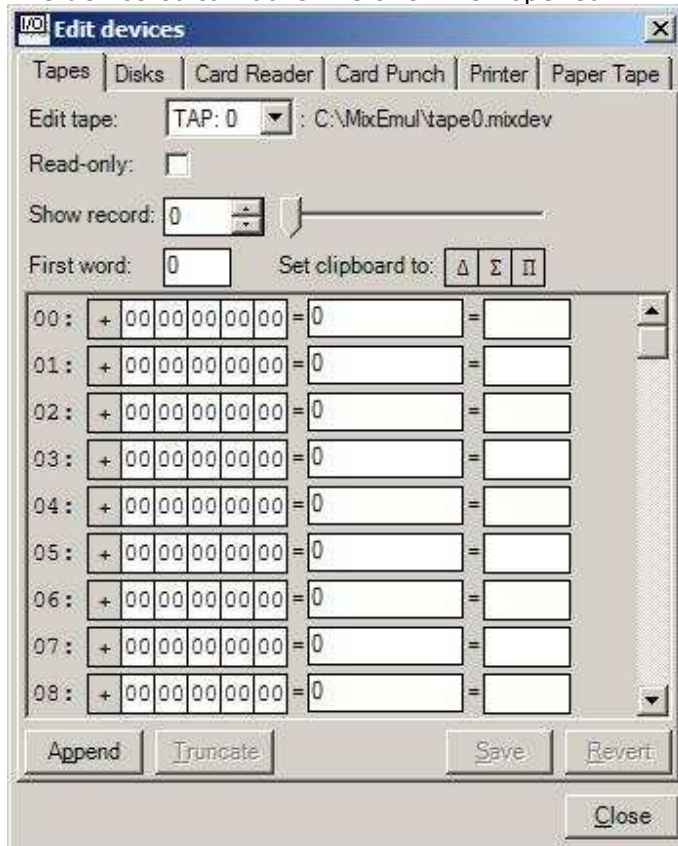 I/O Edit devices
Tapes Disks Card Reader Card Punch Printer Paper Tape
Edit tape: TAP: 0 : C:\MixEmul\tape0.mixdev
Read-only:
Show record: 0
First word: 0 Set clipboard to: Δ Σ Π
00: + 00 00 00 00 00 = 0 =
01: + 00 00 00 00 00 = 0 =
02: + 00 00 00 00 00 = 0 =
03: + 00 00 00 00 00 = 0 =
04: + 00 00 00 00 00 = 0 =
05: + 00 00 00 00 00 = 0 =
06: + 00 00 00 00 00 = 0 =
07: + 00 00 00 00 00 = 0 =
08: + 00 00 00 00 00 = 0 =
Append Truncate Save Revert
Close